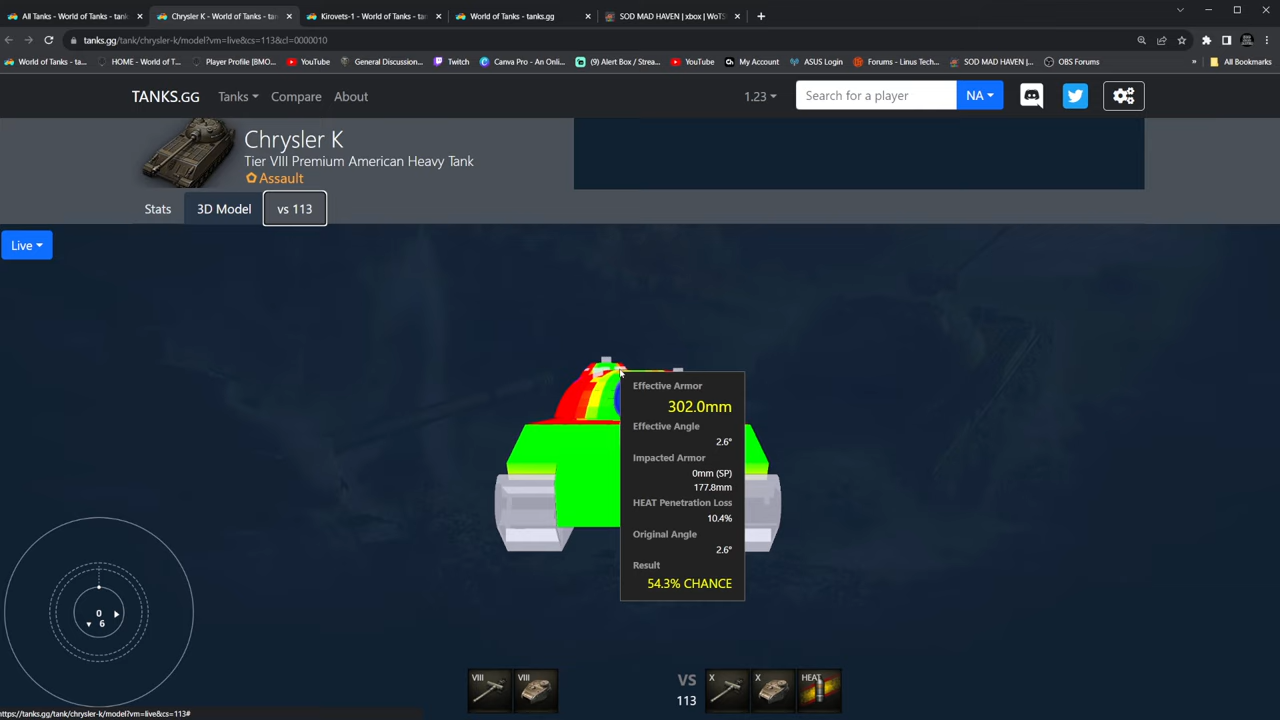 All Tanks - World of Tanks - tank
Chrysler K - World of Tanks - tan
Kirovets-1 - World of Tanks - tan
World of Tanks - tanks.gg
SOD MAD HAVEN | xbox | WoTS
tanks.gg/tank/chrysler-k/model?vm=live&cs=113&cl=0000010
World of Tanks - ta...
HOME - World of T...
Player Profile [BMO...
YouTube
General Discussion...
Twitch
Canva Pro - An Onli...
(9) Alert Box / Strea...
YouTube
My Account
ASUS Login
Forums - Linus Tech...
SOD MAD HAVEN |...
OBS Forums
»
All Bookmarks
TANKS.GG
Tanks
Compare
About
1.23
Search for a player
NA
Chrysler K
Tier VIII Premium American Heavy Tank
Assault
Stats
3D Model
vs 113
Live
Effective Armor
302.0mm
Effective Angle
2.6°
Impacted Armor
0mm (SP)
177.8mm
HEAT Penetration Loss
10.4%
Original Angle
2.6°
Result
54.3% CHANCE
0
6
VIII
VIII
VS
113
X
X
HEAT
https://tanks.gg/tank/chrysler-k/model?vm=live&cs=113#